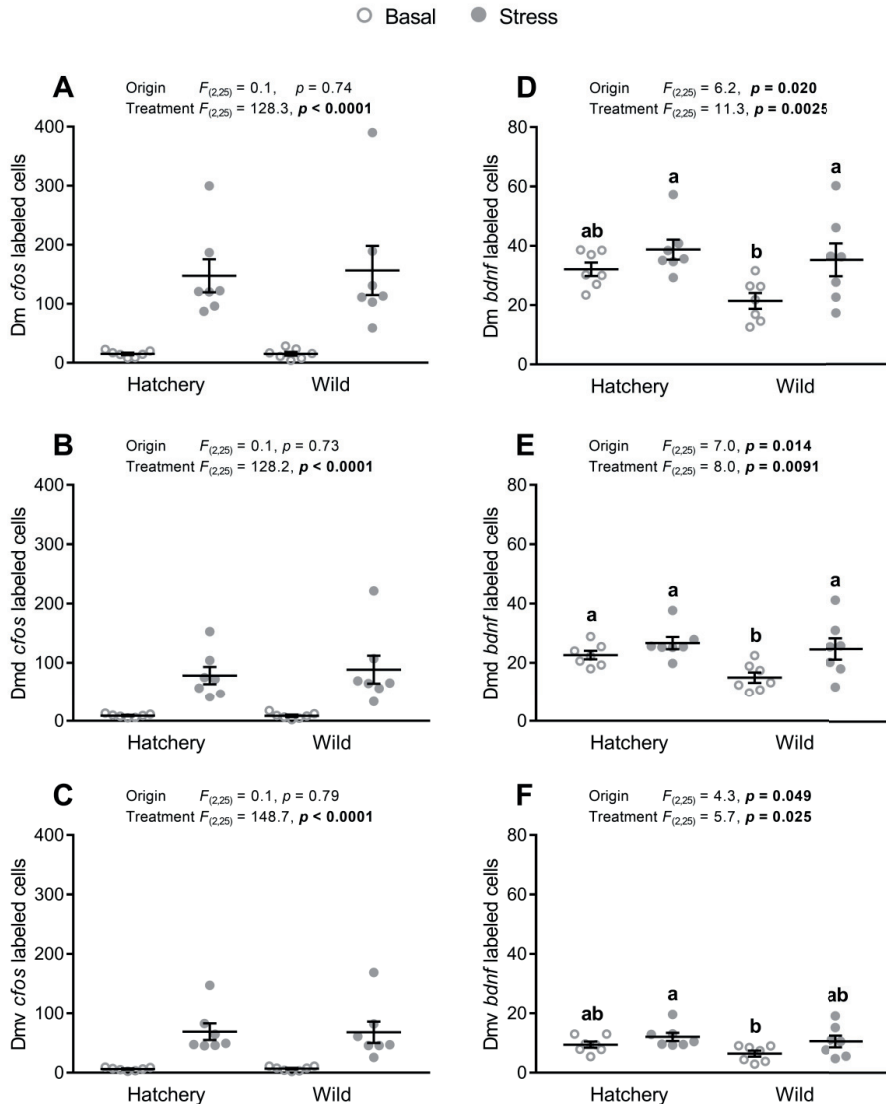 Basal Stress
A
Origin F(2,25) = 0.1, p = 0.74
Treatment F(2,25) = 128.3, p < 0.0001
Dm cfos labeled cells
400
300
200
100
0
Hatchery Wild
D
Origin F(2,25) = 6.2, p = 0.020
Treatment F(2,25) = 11.3, p = 0.0025
Dm bdnf labeled cells
80
60
40
20
0
ab a b a
Hatchery Wild
B
Origin F(2,25) = 0.1, p = 0.73
Treatment F(2,25) = 128.2, p < 0.0001
Dmd cfos labeled cells
400
300
200
100
0
Hatchery Wild
E
Origin F(2,25) = 7.0, p = 0.014
Treatment F(2,25) = 8.0, p = 0.0091
Dmd bdnf labeled cells
80
60
40
20
0
a a b a
Hatchery Wild
C
Origin F(2,25) = 0.1, p = 0.79
Treatment F(2,25) = 148.7, p < 0.0001
Dmv cfos labeled cells
400
300
200
100
0
Hatchery Wild
F
Origin F(2,25) = 4.3, p = 0.049
Treatment F(2,25) = 5.7, p = 0.025
Dmv bdnf labeled cells
80
60
40
20
0
ab a b ab
Hatchery Wild